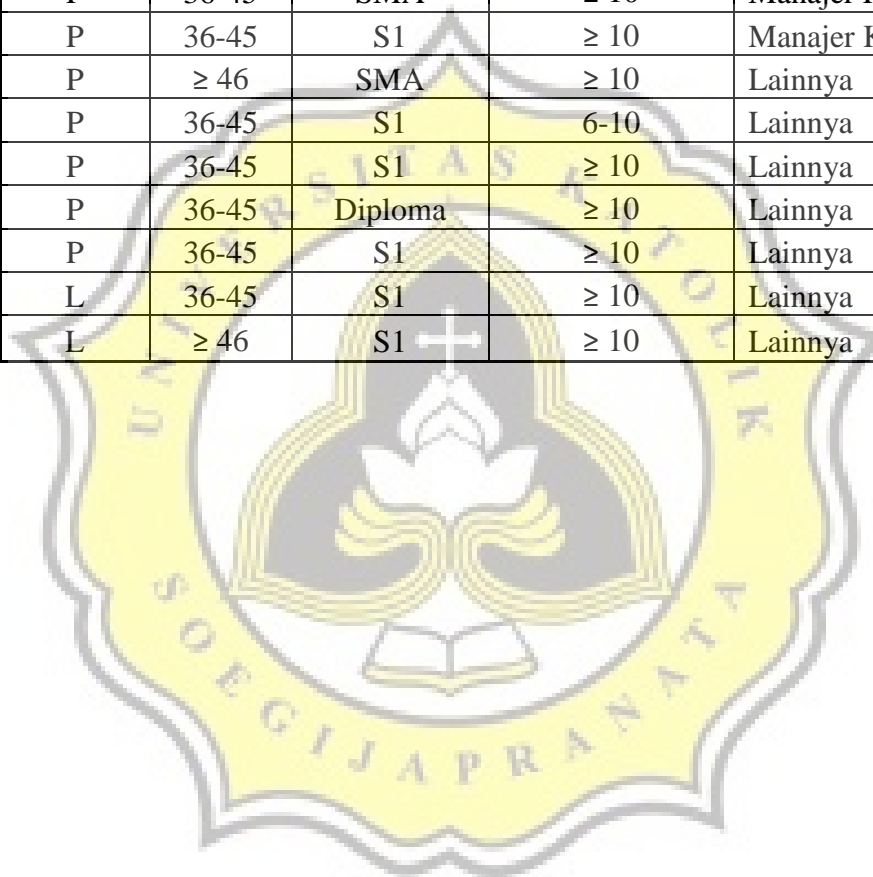 P 36-45 S1 ≥ 10 Manajer
P ≥ 46 SMA ≥ 10 Lainnya
P 36-45 S1 6-10 Lainnya
P 36-45 S1 ≥ 10 Lainnya
P 36-45 Diploma ≥ 10 Lainnya
P 36-45 S1 ≥ 10 Lainnya
L 36-45 S1 ≥ 10 Lainnya
L ≥ 46 S1 ≥ 10 Lainnya
UNIVERSITAS KATOLIK
SOEGIJAPRANATA